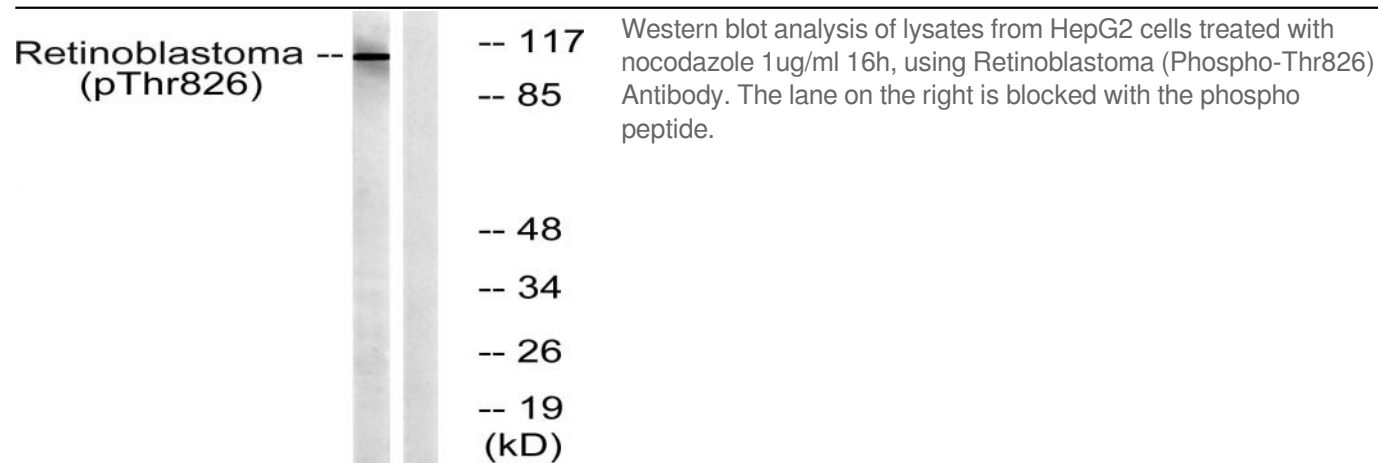 Retinoblastoma --
(pThr826)
-- 117
-- 85
-- 48
-- 34
-- 26
-- 19
(kD)
Western blot analysis of lysates from HepG2 cells treated with
nocodazole 1ug/ml 16h, using Retinoblastoma (Phospho-Thr826)
Antibody. The lane on the right is blocked with the phospho
peptide.